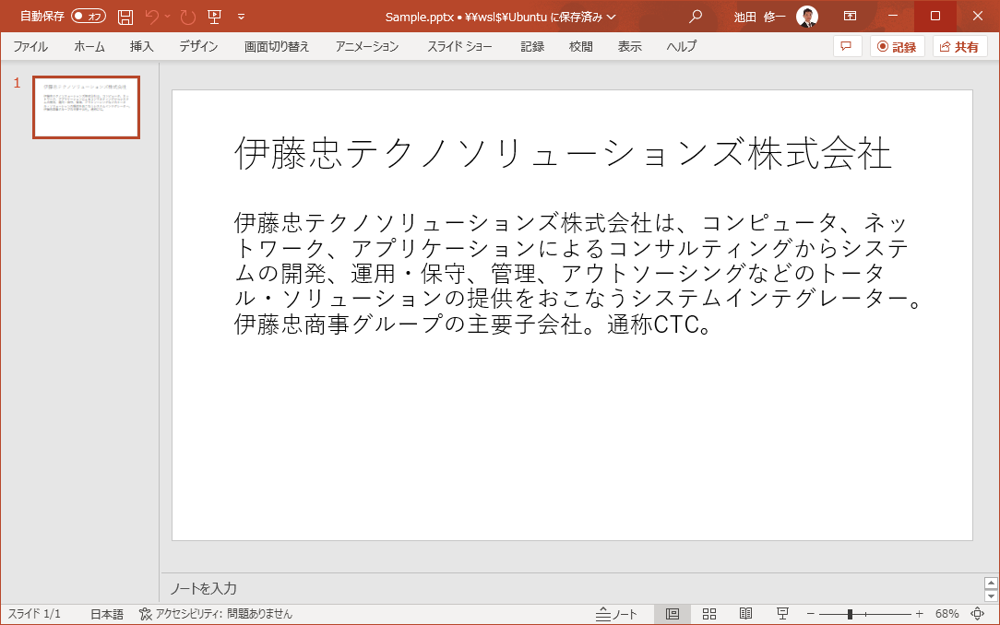 自動保存 オフ Sample.pptx • ¥¥wsl$¥Ubuntu に保存済み 池田 修一
ファイル ホーム 挿入 デザイン 画面切り替え アニメーション スライド ショー 記録 校閲 表示 ヘルプ 記録 共有
1
伊藤忠テクノソリューションズ株式会社
伊藤忠テクノソリューションズ株式会社は、コンピュータ、ネッ
トワーク、アプリケーションによるコンサルティングからシステ
ムの開発、運用・保守、管理、アウトソーシングなどのトータ
ル・ソリューションの提供をおこなうシステムインテグレーター。
伊藤忠商事グループの主要子会社。通称CTC。
ノートを入力
スライド 1/1 日本語 アクセシビリティ: 問題ありません ノート 68%